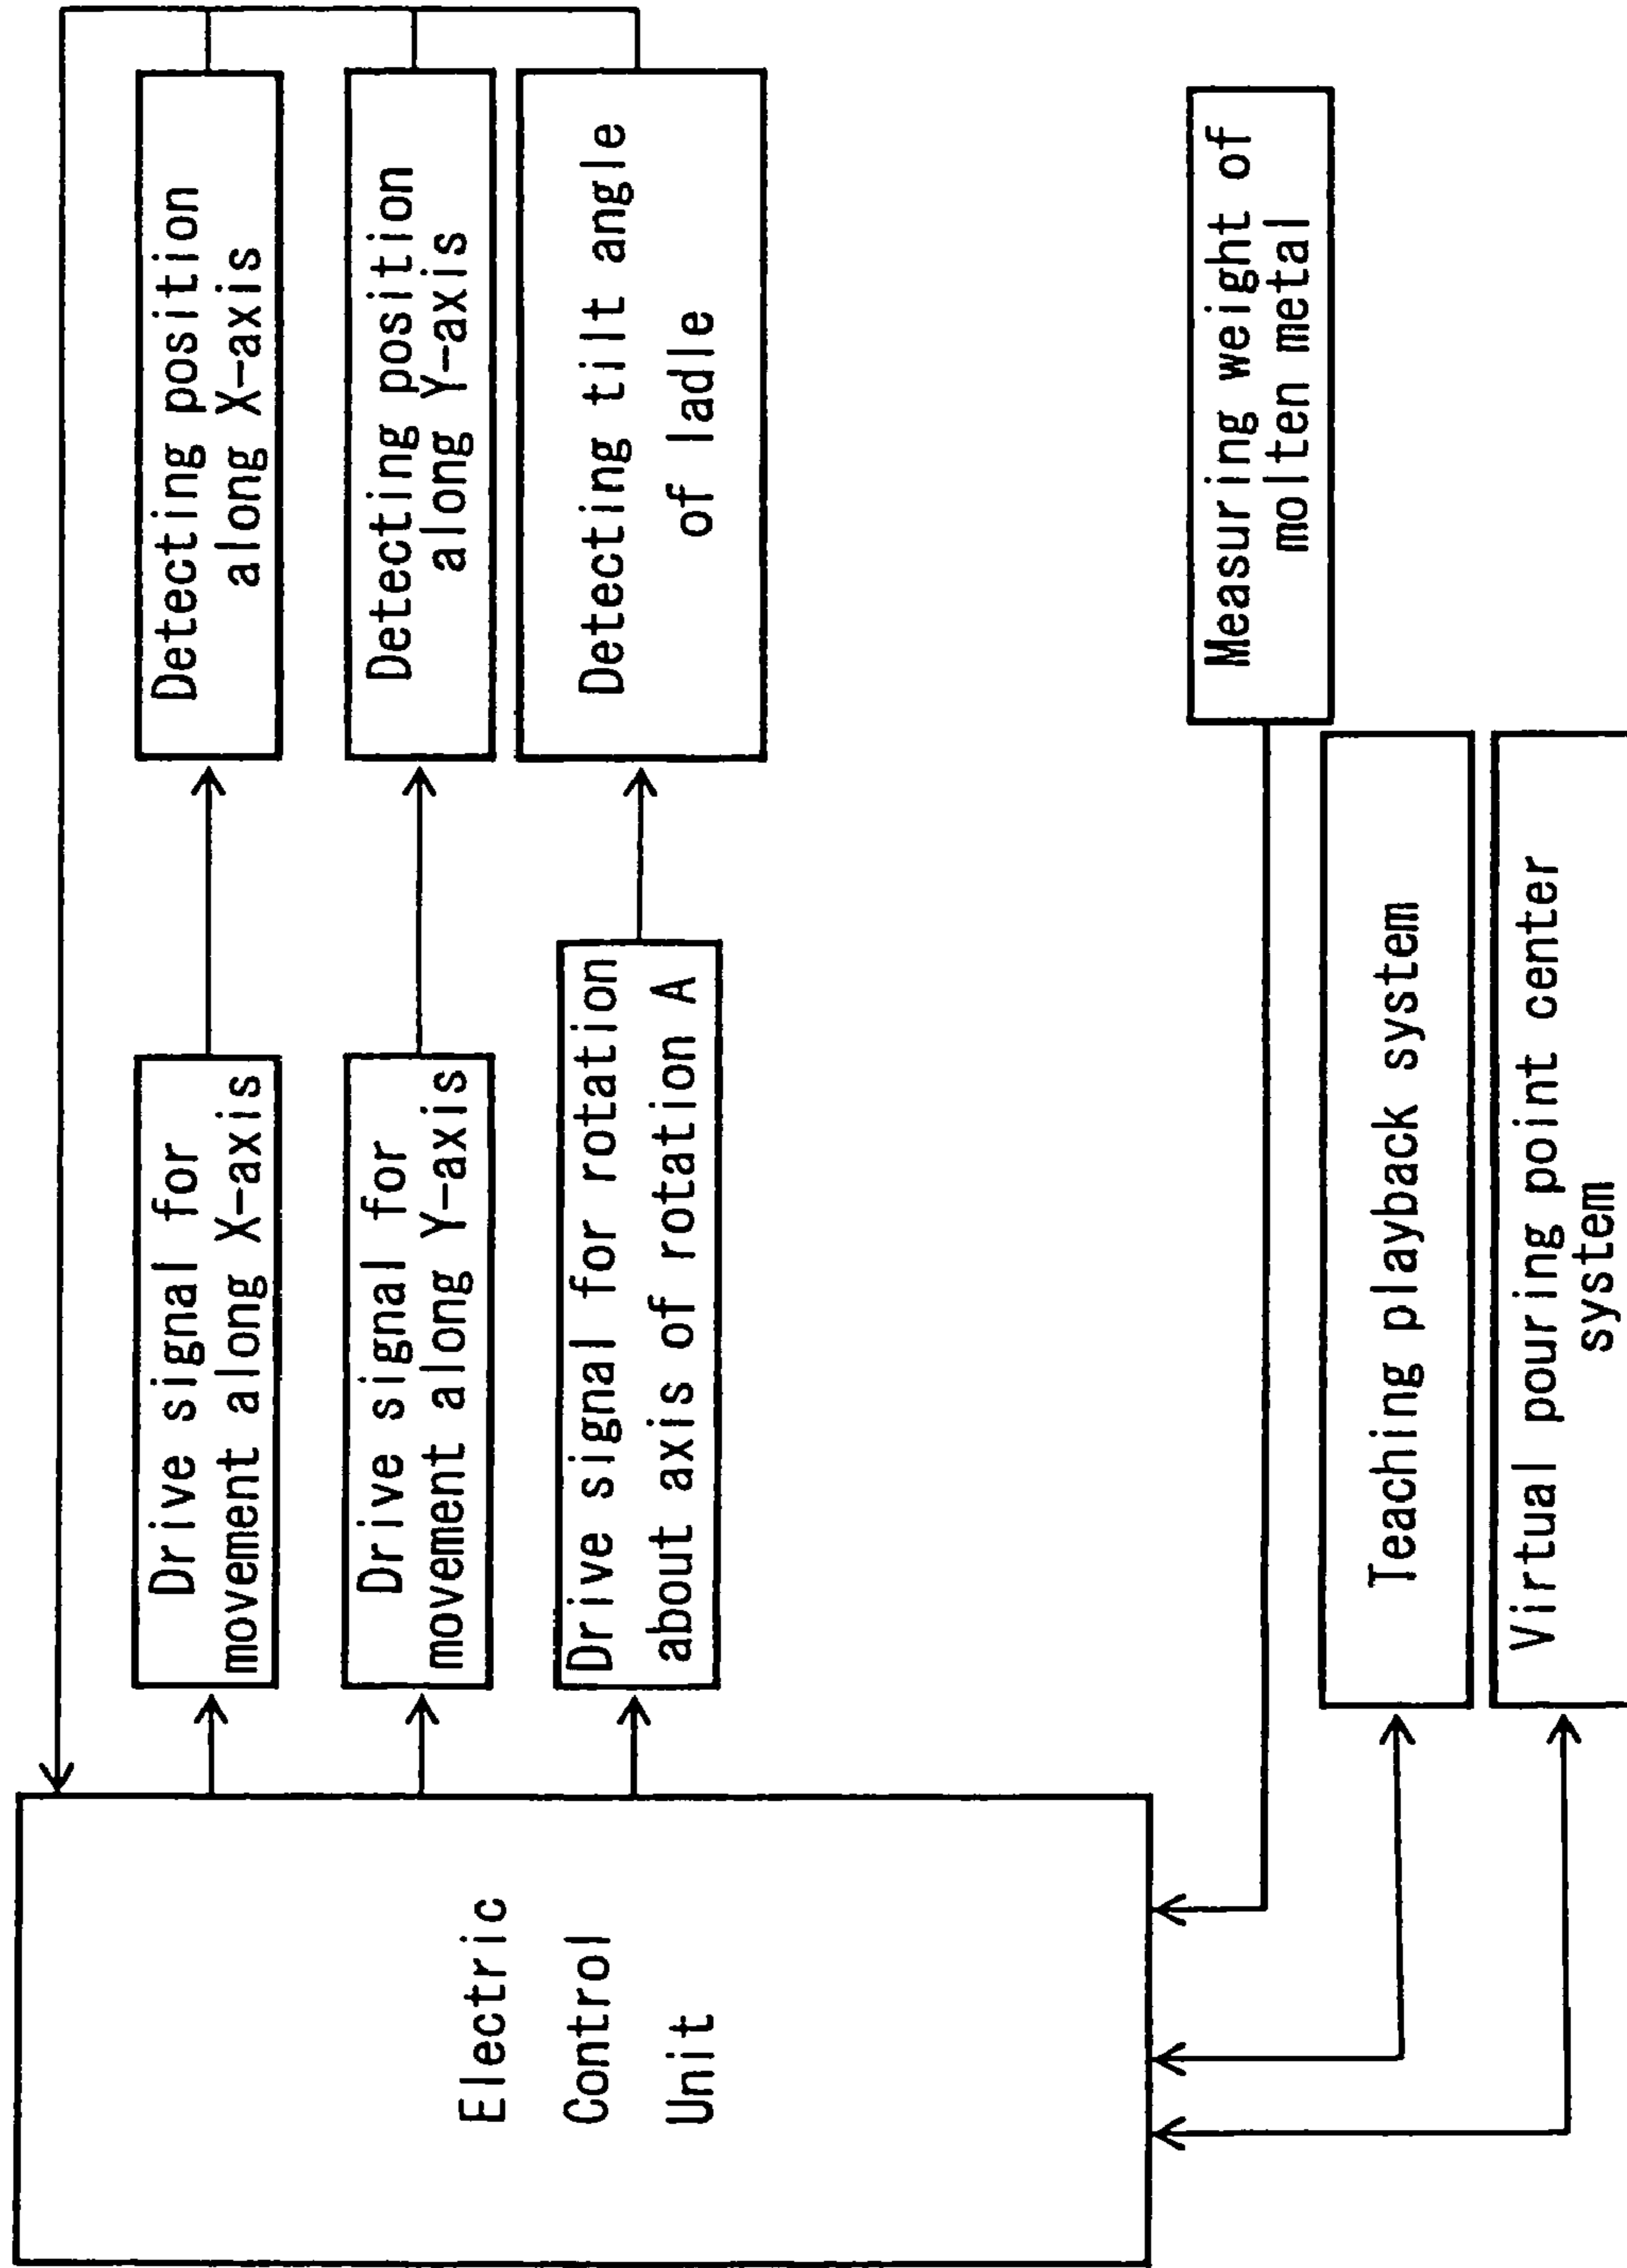 Electric
Control
Unit
Drive signal for
movement along X-axis
Detecting position
along X-axis
Drive signal for
movement along Y-axis
Detecting position
along Y-axis
Drive signal for rotation
about axis of rotation A
Detecting tilt angle
of ladle
Measuring weight of
molten metal
Teaching playback system
Virtual pouring point center
system